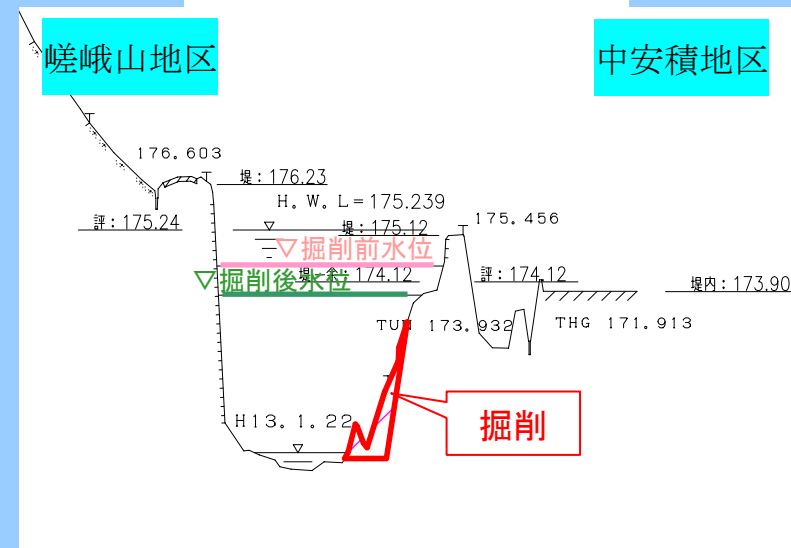 嵯峨山地区
中安積地区
176.603
堤：176.23
H.W.L=175.239
評：175.24
堤：175.12
175.456
▽掘削前水位
堤-余：174.12
評：174.12
▽掘削後水位
堤内：173.90
TUN 173.932
THG 171.913
H13.1.22
掘削